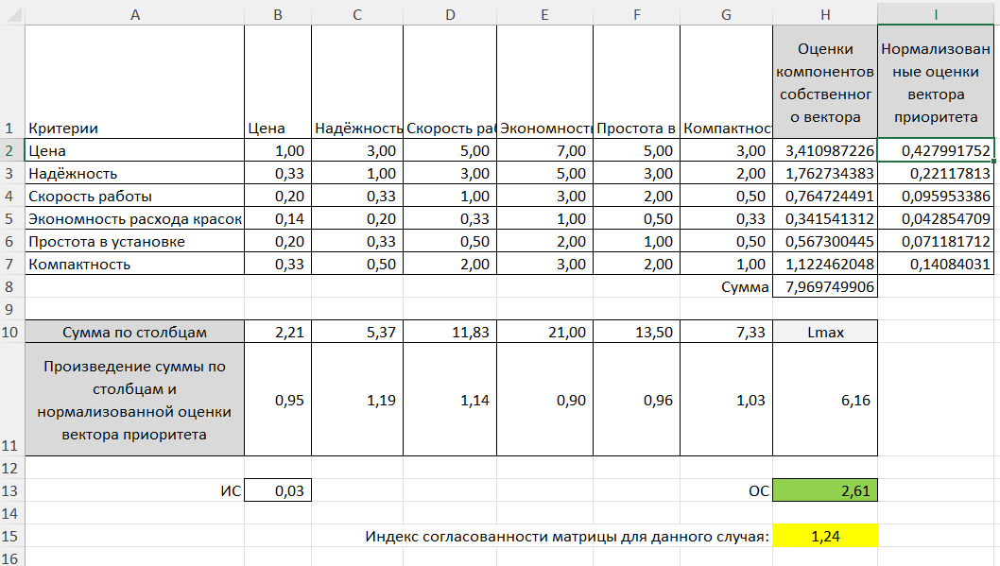 A B C D E F G H I
1 Критерии Цена Надёжность Скорость раб Экономность Простота в Компактнос Оценки компонентов собственног о вектора Нормализован ные оценки вектора приоритета
2 Цена 1,00 3,00 5,00 7,00 5,00 3,00 3,410987226 0,427991752
3 Надёжность 0,33 1,00 3,00 5,00 3,00 2,00 1,762734383 0,22117813
4 Скорость работы 0,20 0,33 1,00 3,00 2,00 0,50 0,764724491 0,095953386
5 Экономность расхода красок 0,14 0,20 0,33 1,00 0,50 0,33 0,341541312 0,042854709
6 Простота в установке 0,20 0,33 0,50 2,00 1,00 0,50 0,567300445 0,071181712
7 Компактность 0,33 0,50 2,00 3,00 2,00 1,00 1,122462048 0,14084031
8 Сумма 7,969749906
9
10 Сумма по столбцам 2,21 5,37 11,83 21,00 13,50 7,33 Lmax
11 Произведение суммы по столбцам и нормализованной оценки вектора приоритета 0,95 1,19 1,14 0,90 0,96 1,03 6,16
12
13 ИС 0,03 ОС 2,61
14
15 Индекс согласованности матрицы для данного случая: 1,24
16